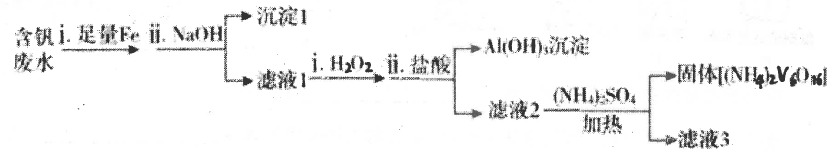 含钒废水
i. 足量Fe ii. NaOH
沉淀1
滤液1
i. H₂O₂ ii. 盐酸
Al(OH)₃沉淀
滤液2
(NH₄)₂SO₄
加热
固体[(NH₄)₂V₆O₁₆]
滤液3